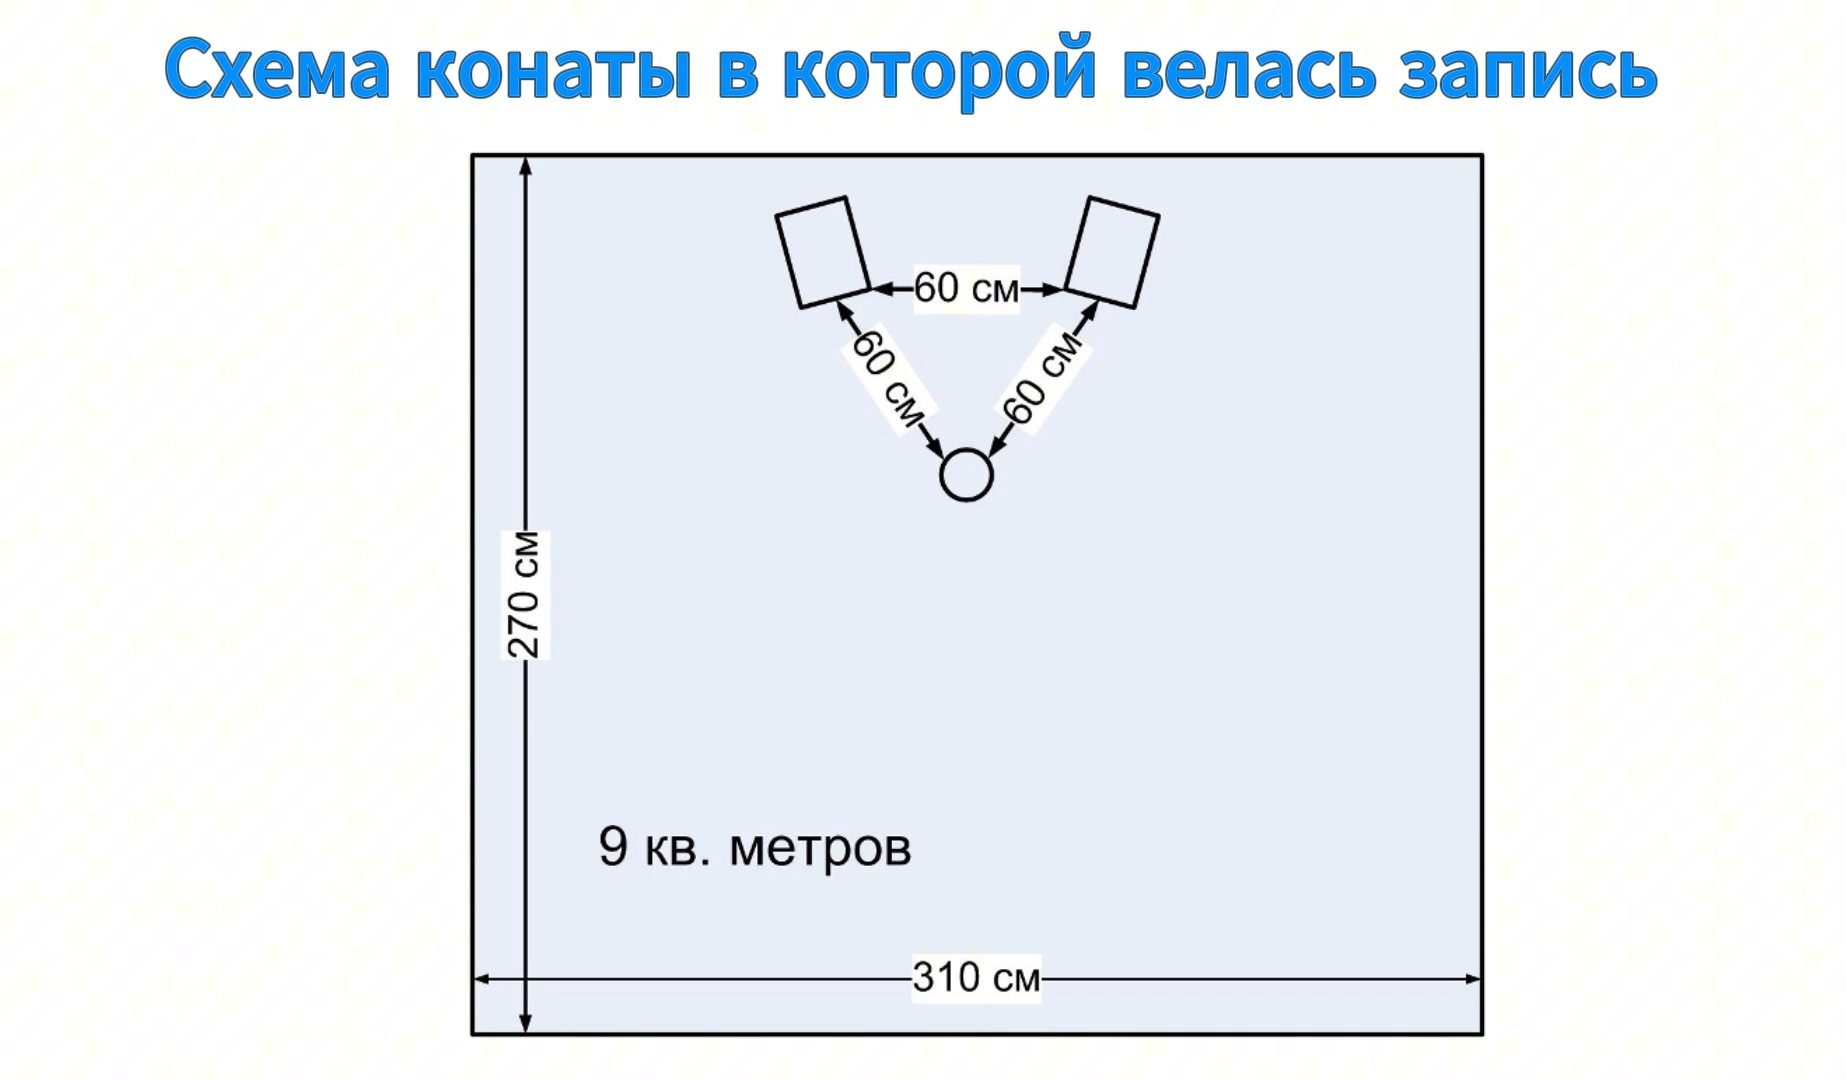 Схема конаты в которой велась запись
60 см
60 см
60 см
270 см
9 кв. метров
310 см